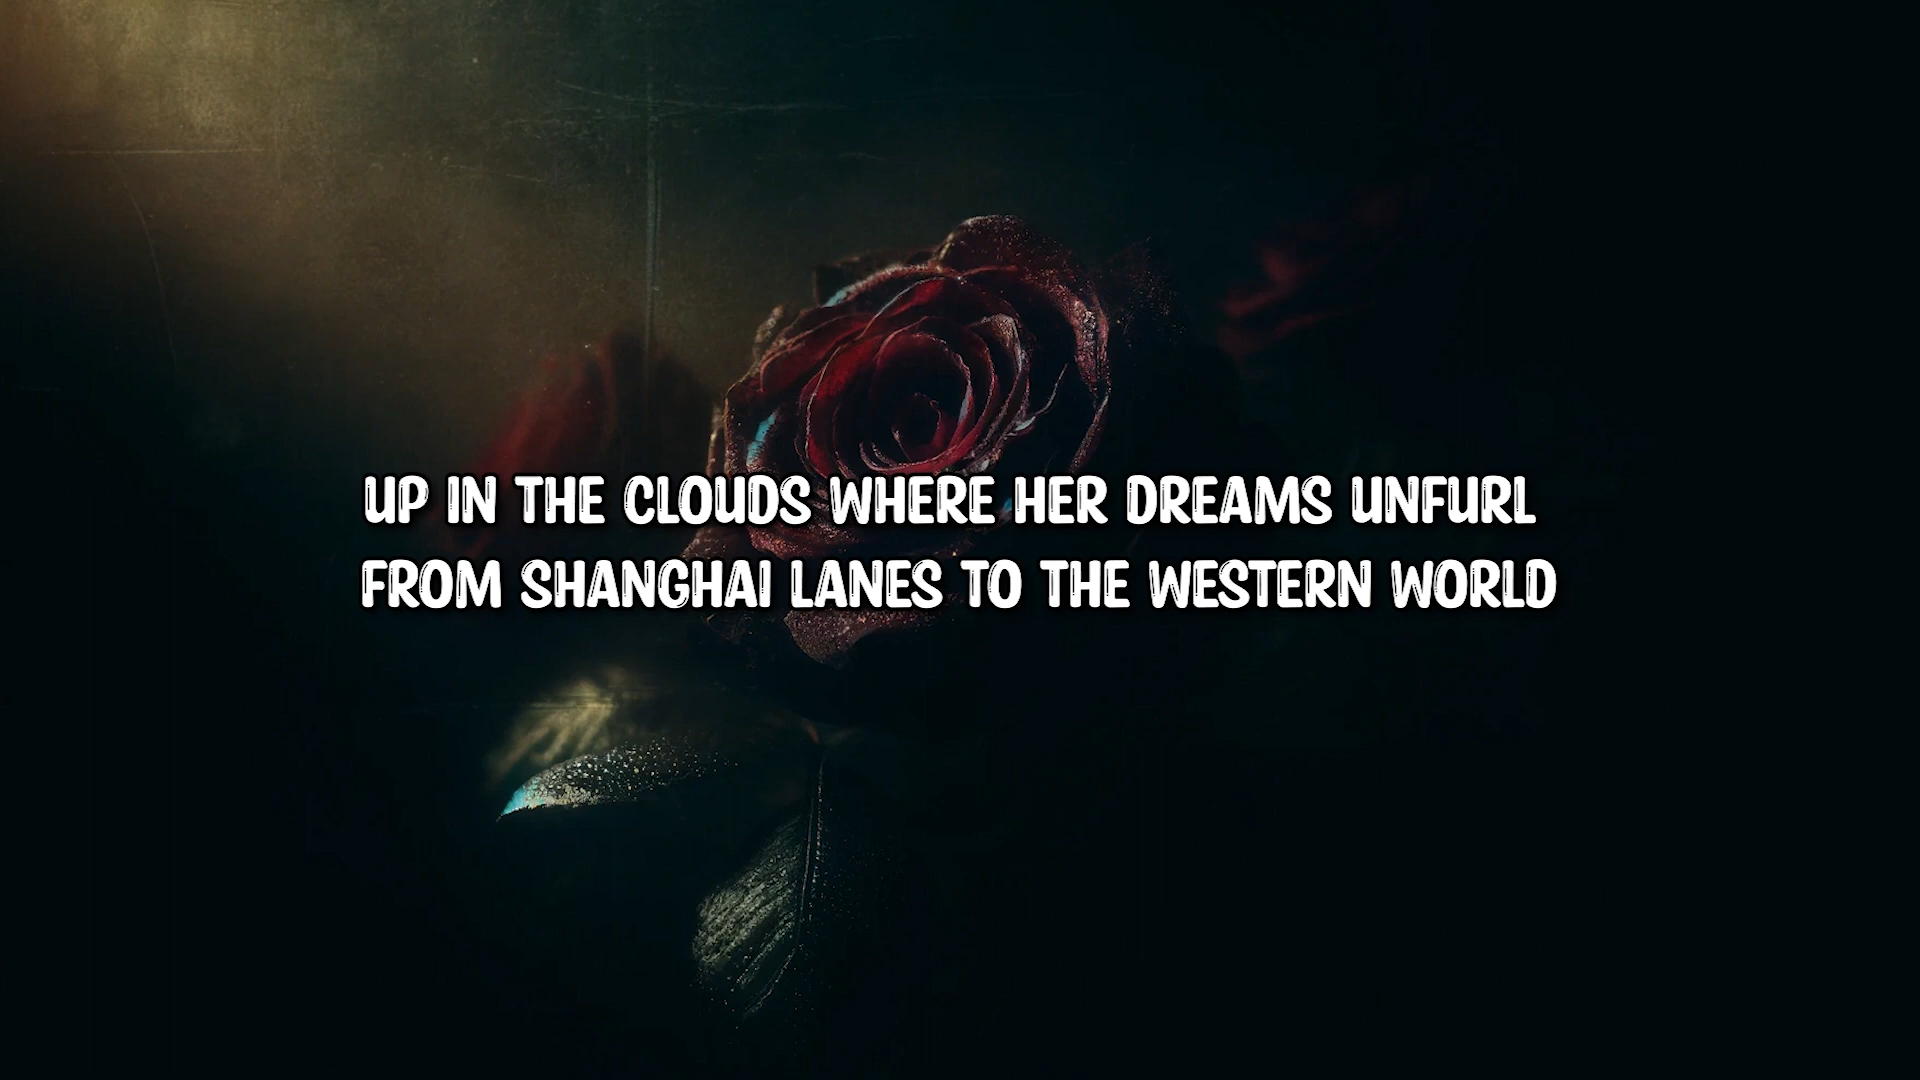 UP IN THE CLOUDS WHERE HER DREAMS UNFURL
FROM SHANGHAI LANES TO THE WESTERN WORLD